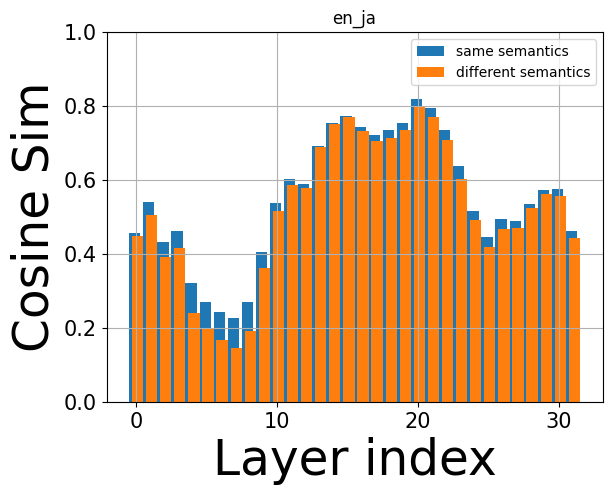 en_ja
same semantics
different semantics
Cosine Sim
1.0
0.8
0.6
0.4
0.2
0.0
0 10 20 30
Layer index